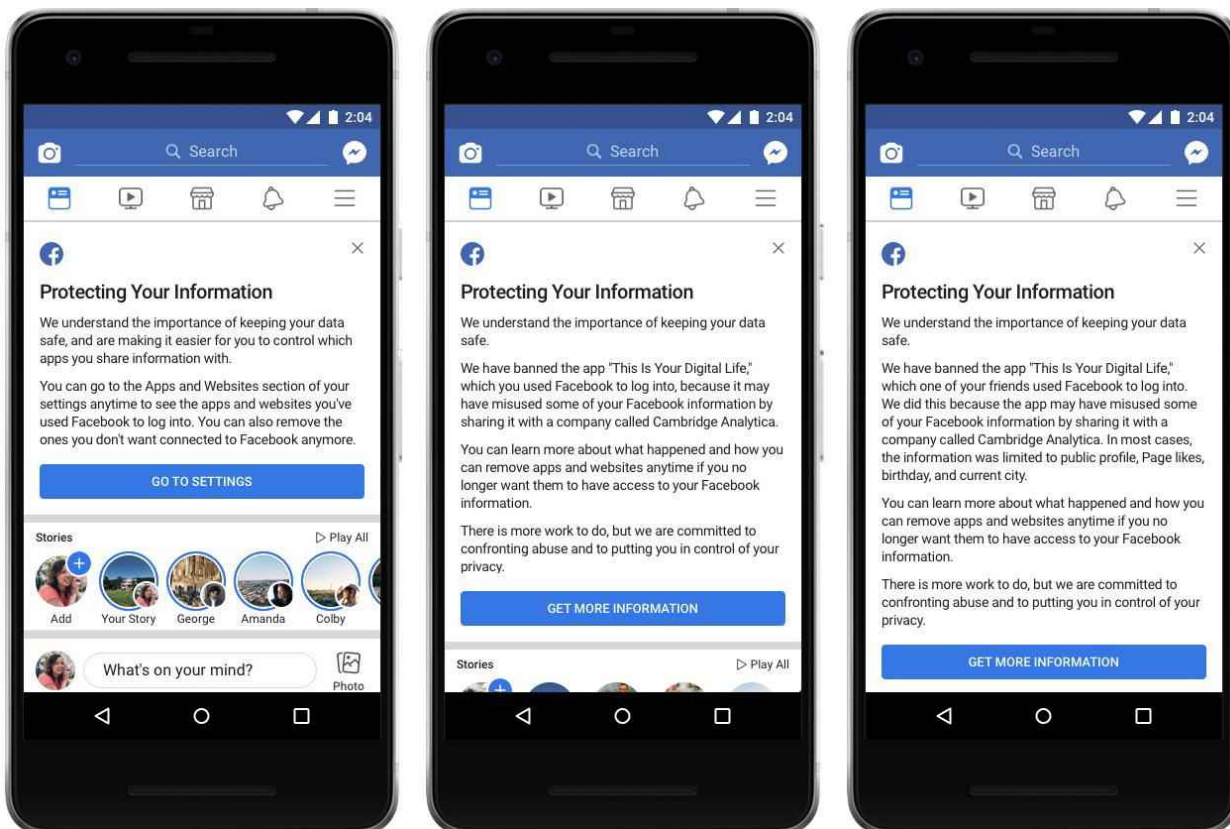 2:04
Search
Protecting Your Information
We understand the importance of keeping your data
safe, and are making it easier for you to control which
apps you share information with.
You can go to the Apps and Websites section of your
settings anytime to see the apps and websites you've
used Facebook to log into. You can also remove the
ones you don't want connected to Facebook anymore.
GO TO SETTINGS
Stories
Play All
Add
Your Story
George
Amanda
Colby
What's on your mind?
Photo
2:04
Search
Protecting Your Information
We understand the importance of keeping your data
safe.
We have banned the app "This Is Your Digital Life,"
which you used Facebook to log into, because it may
have misused some of your Facebook information by
sharing it with a company called Cambridge Analytica.
You can learn more about what happened and how you
can remove apps and websites anytime if you no
longer want them to have access to your Facebook
information.
There is more work to do, but we are committed to
confronting abuse and to putting you in control of your
privacy.
GET MORE INFORMATION
Stories
Play All
2:04
Search
Protecting Your Information
We understand the importance of keeping your data
safe.
We have banned the app "This Is Your Digital Life,"
which one of your friends used Facebook to log into.
We did this because the app may have misused some
of your Facebook information by sharing it with a
company called Cambridge Analytica. In most cases,
the information was limited to public profile, Page likes,
birthday, and current city.
You can learn more about what happened and how you
can remove apps and websites anytime if you no
longer want them to have access to your Facebook
information.
There is more work to do, but we are committed to
confronting abuse and to putting you in control of your
privacy.
GET MORE INFORMATION